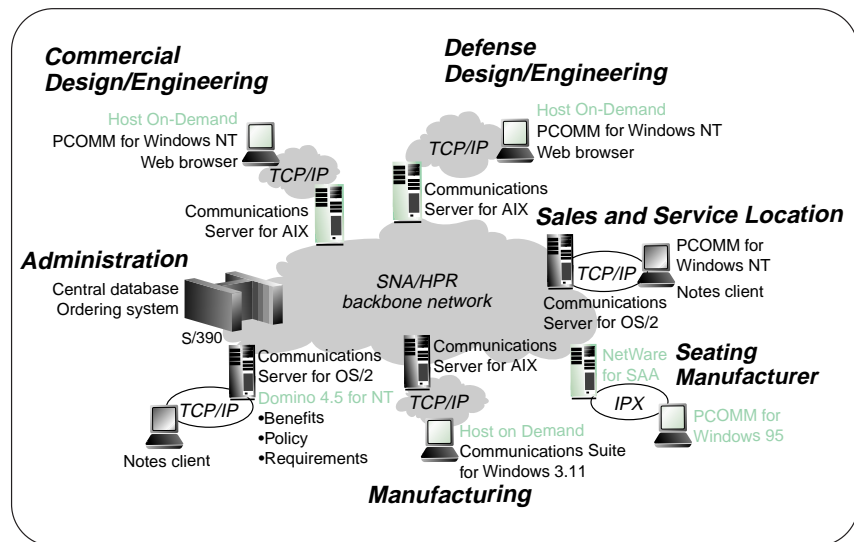 Commercial
Design/Engineering
Host On-Demand
PCOMM for Windows NT
Web browser
TCP/IP
Communications
Server for AIX
Defense
Design/Engineering
Host On-Demand
PCOMM for Windows NT
Web browser
TCP/IP
Communications
Server for AIX
Sales and Service Location
PCOMM for
Windows NT
Notes client
TCP/IP
Communications
Server for OS/2
Administration
Central database
Ordering system
S/390
SNA/HPR
backbone network
Communications
Server for OS/2
Domino 4.5 for NT
•Benefits
•Policy
•Requirements
TCP/IP
Notes client
Communications
Server for AIX
TCP/IP
Host on Demand
Communications Suite
for Windows 3.11
Manufacturing
NetWare
for SAA
Seating
Manufacturer
IPX
PCOMM for
Windows 95